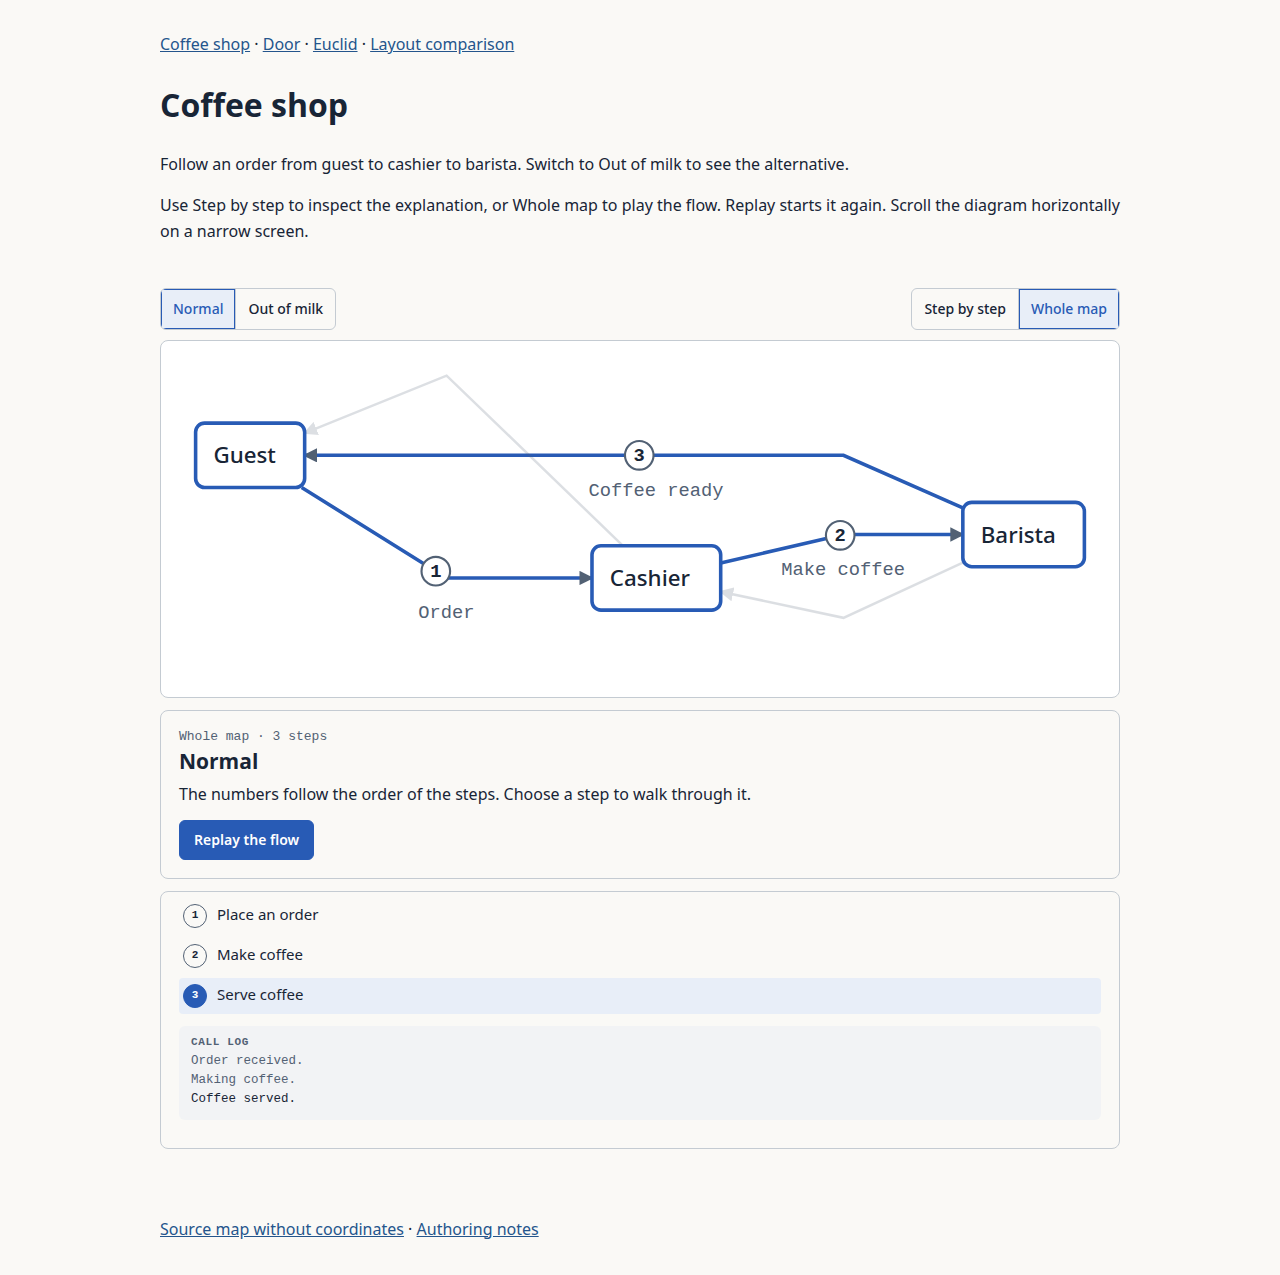 Coffee shop · Door · Euclid · Layout comparison
Coffee shop
Follow an order from guest to cashier to barista. Switch to Out of milk to see the alternative.
Use Step by step to inspect the explanation, or Whole map to play the flow. Replay starts it again. Scroll the diagram horizontally
on a narrow screen.
Normal Out of milk Step by step Whole map
Guest
3
Coffee ready
Barista
2
Make coffee
1
Cashier
Order
Whole map · 3 steps
Normal
The numbers follow the order of the steps. Choose a step to walk through it.
Replay the flow
1 Place an order
2 Make coffee
3 Serve coffee
CALL LOG
Order received.
Making coffee.
Coffee served.
Source map without coordinates · Authoring notes